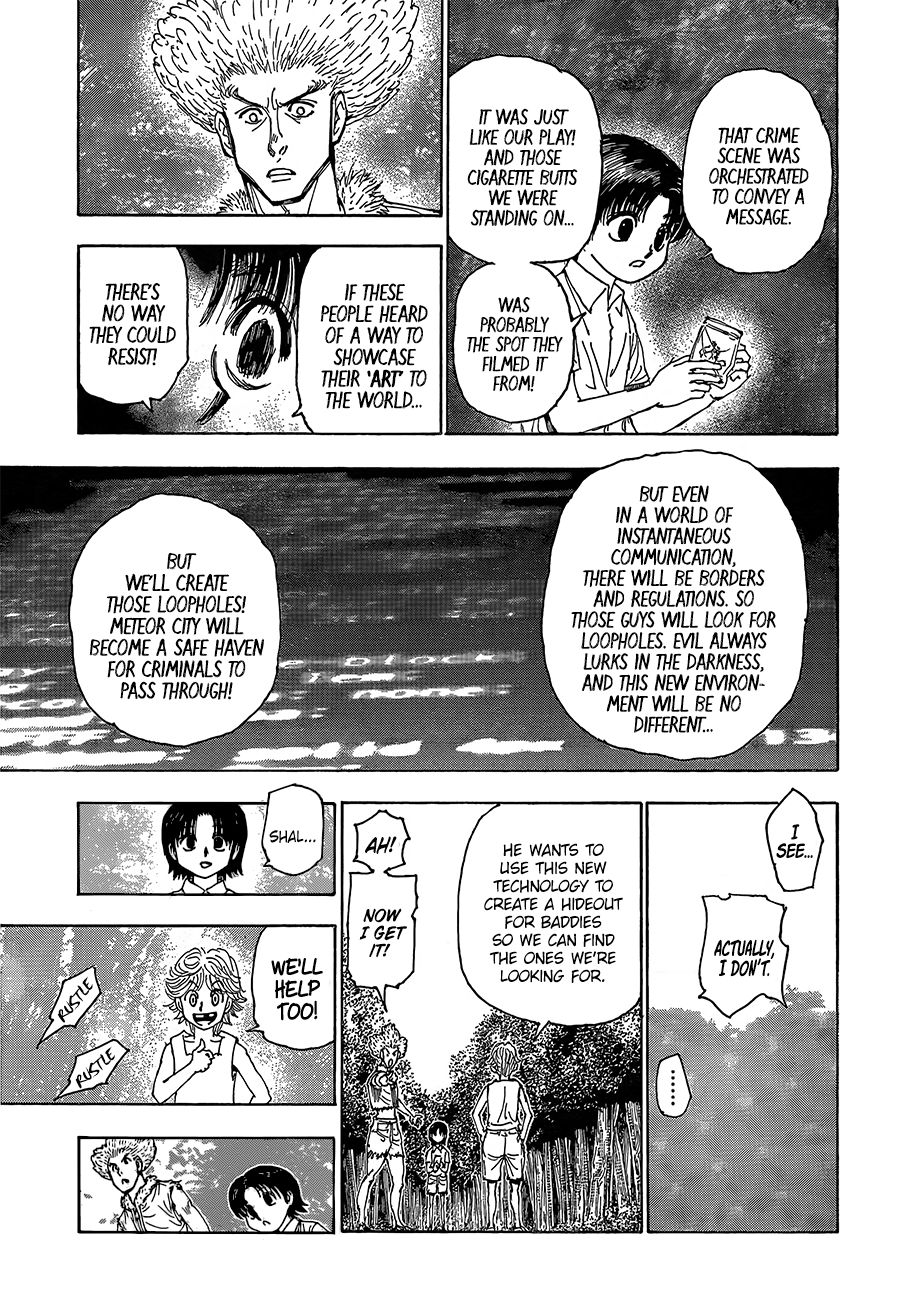 THAT CRIME
SCENE WAS
ORCHESTRATED
TO CONVEY A
MESSAGE.
IT WAS JUST
LIKE OUR PLAY!
AND THOSE
CIGARETTE BUTTS
WE WERE
STANDING ON...
WAS
PROBABLY
THE SPOT THEY
FILMED IT
FROM!
IF THESE
PEOPLE HEARD
OF A WAY TO
SHOWCASE
THEIR 'ART' TO
THE WORLD...
THERE'S
NO WAY
THEY COULD
RESIST!
BUT EVEN
IN A WORLD OF
INSTANTANEOUS
COMMUNICATION,
THERE WILL BE BORDERS
AND REGULATIONS. SO
THOSE GUYS WILL LOOK FOR
LOOPHOLES. EVIL ALWAYS
LURKS IN THE DARKNESS,
AND THIS NEW ENVIRON-
MENT WILL BE NO
DIFFERENT...
BUT
WE'LL CREATE
THOSE LOOPHOLES!
METEOR CITY WILL
BECOME A SAFE HAVEN
FOR CRIMINALS TO
PASS THROUGH!
block
none
13
I
SEE...
ACTUALLY,
I DON'T.
......
HE WANTS TO
USE THIS NEW
TECHNOLOGY TO
CREATE A HIDEOUT
FOR BADDIES
SO WE CAN FIND
THE ONES WE'RE
LOOKING FOR.
AH!
NOW
I GET
IT!
SHAL...
WE'LL
HELP
TOO!
RUSTLE
RUSTLE